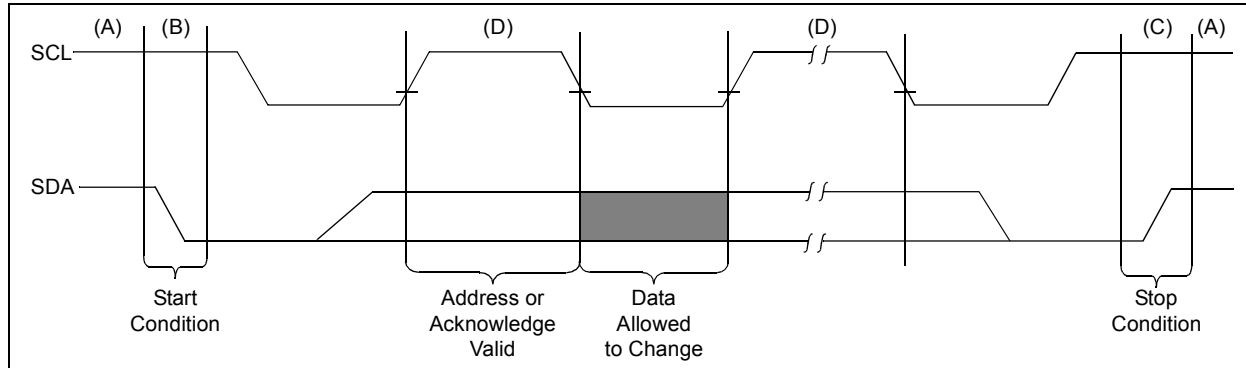 (A) (B) (D) (D) (C) (A)
SCL
SDA
Start
Condition
Address or
Acknowledge
Valid
Data
Allowed
to Change
Stop
Condition